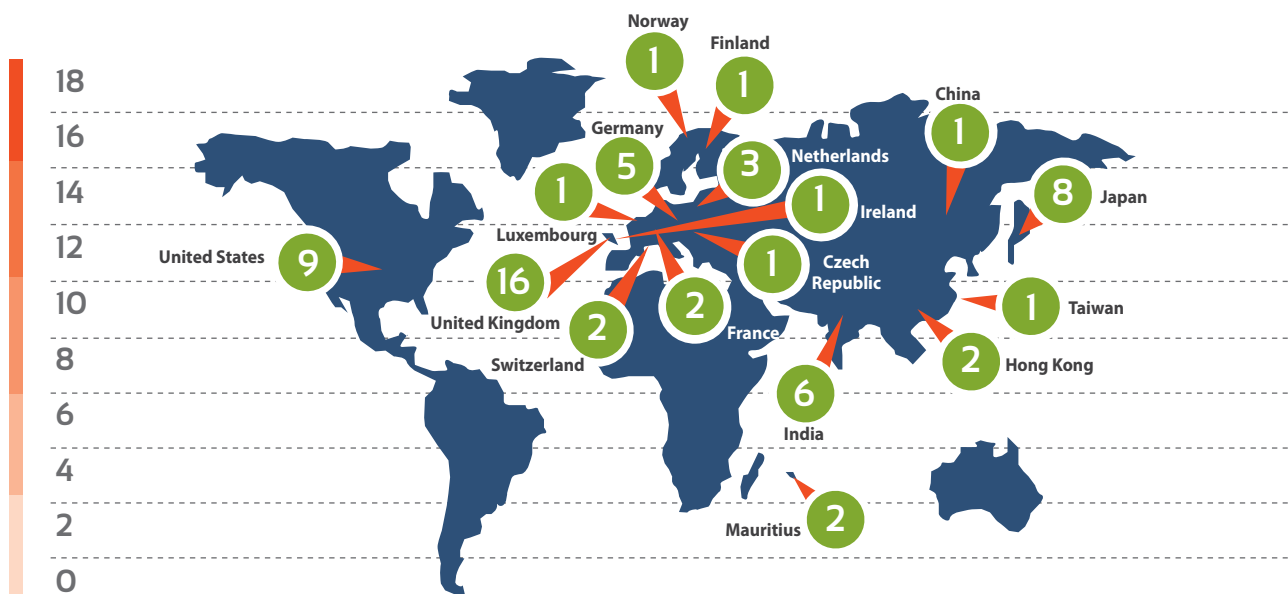 Norway
1
Finland
1
18
China
1
16
Germany
5
3
Netherlands
14
1
1
Ireland
8
Japan
Luxembourg
12
United States
9
1
Czech
Republic
16
10
United Kingdom
2
Switzerland
2
France
1
Taiwan
8
2
Hong Kong
6
6
India
4
2
Mauritius
2
0